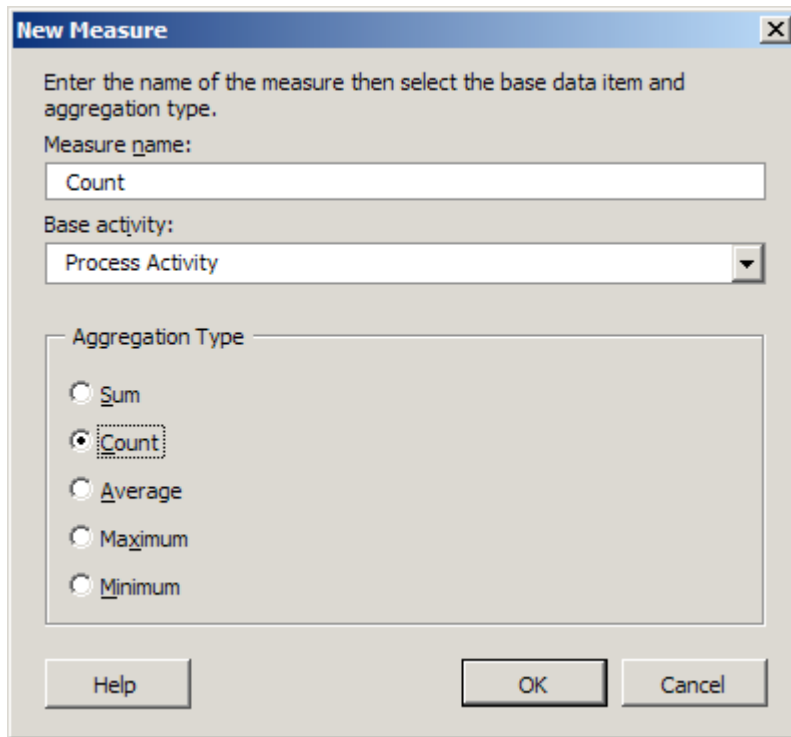 New Measure
Enter the name of the measure then select the base data item and
aggregation type.
Measure name:
Count
Base activity:
Process Activity
Aggregation Type
Sum
Count
Average
Maximum
Minimum
Help OK Cancel